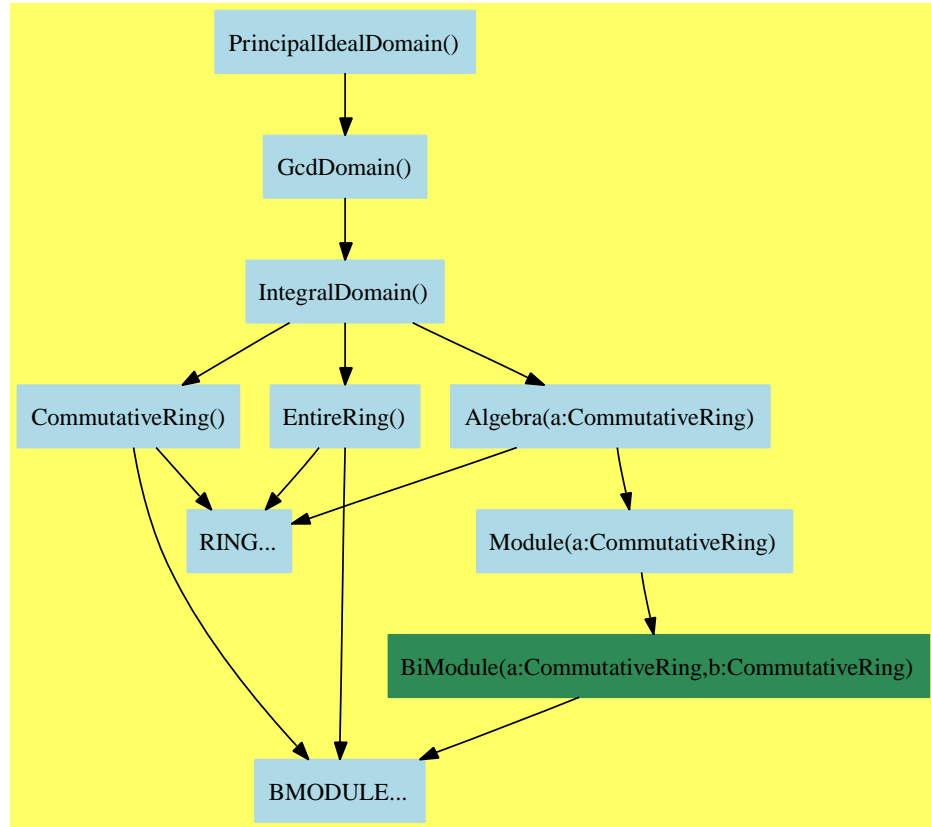 PrincipalIdealDomain()
GcdDomain()
IntegralDomain()
CommutativeRing()
EntireRing()
Algebra(a:CommutativeRing)
RING...
Module(a:CommutativeRing)
BiModule(a:CommutativeRing,b:CommutativeRing)
BMODULE...